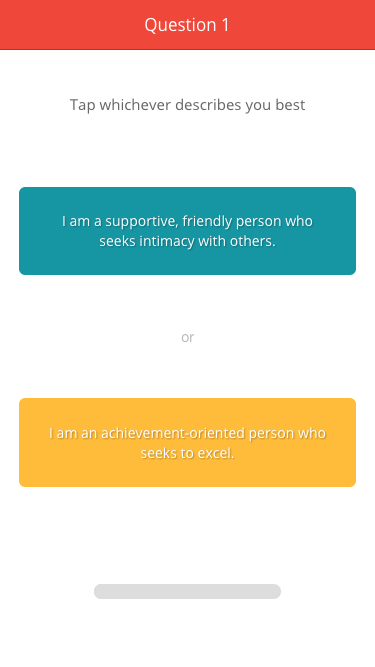 Question 1
Tap whichever describes you best
I am a supportive, friendly person who
seeks intimacy with others.
or
I am an achievement-oriented person who
seeks to excel.